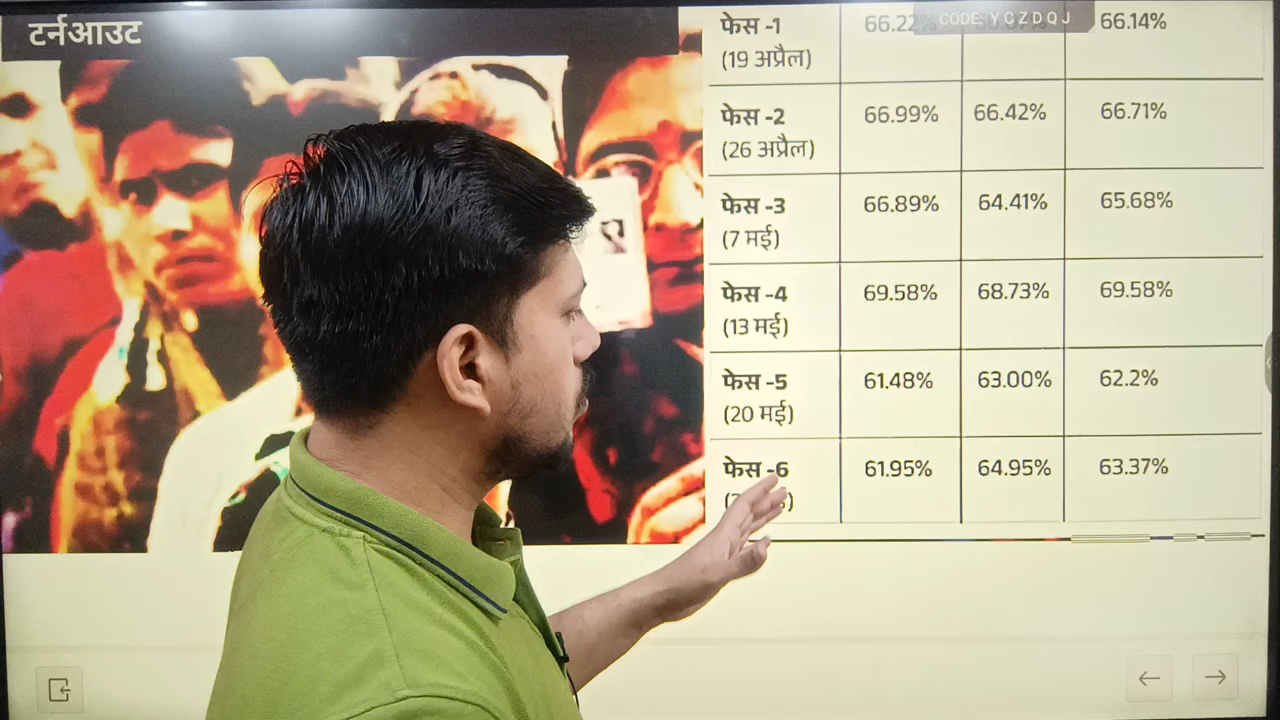 टर्नआउट
CODE: Y C Z D Q J
फेस -1 66.22% 66.14%
(19 अप्रैल)
फेस -2 66.99% 66.42% 66.71%
(26 अप्रैल)
फेस -3 66.89% 64.41% 65.68%
(7 मई)
फेस -4 69.58% 68.73% 69.58%
(13 मई)
फेस -5 61.48% 63.00% 62.2%
(20 मई)
फेस -6 61.95% 64.95% 63.37%